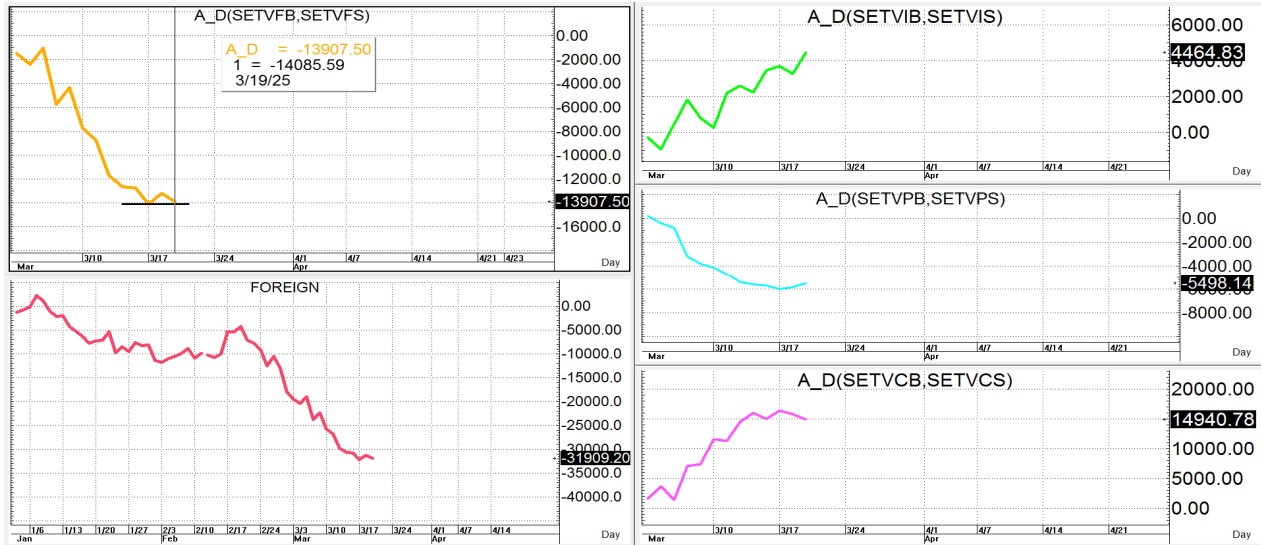 A_D(SETVFB,SETVFS)
A_D = -13907.50
1 = -14085.59
3/19/25
0.00
-2000.00
-4000.00
-6000.00
-8000.00
-10000.0
-12000.0
-13907.50
-16000.0
3/10 3/17 3/24 4/1 4/7 4/14 4/21 4/23
Mar Apr
Day
FOREIGN
0.00
-5000.00
-10000.0
-15000.0
-20000.0
-25000.0
-31909.20
-35000.0
-40000.0
1/6 1/13 1/20 1/27 2/3 2/10 2/17 2/24 3/3 3/10 3/17 3/24 4/1 4/7 4/14
Jan Feb Mar Apr
Day
A_D(SETVIB,SETVIS)
6000.00
4464.83
4000.00
2000.00
0.00
3/10 3/17 3/24 4/1 4/7 4/14 4/21
Mar Apr
Day
A_D(SETVPB,SETVPS)
0.00
-2000.00
-4000.00
-5498.14
-8000.00
3/10 3/17 3/24 4/1 4/7 4/14 4/21
Mar Apr
Day
A_D(SETVCB,SETVCS)
20000.00
14940.78
10000.00
5000.00
0.00
3/10 3/17 3/24 4/1 4/7 4/14 4/21
Mar Apr
Day